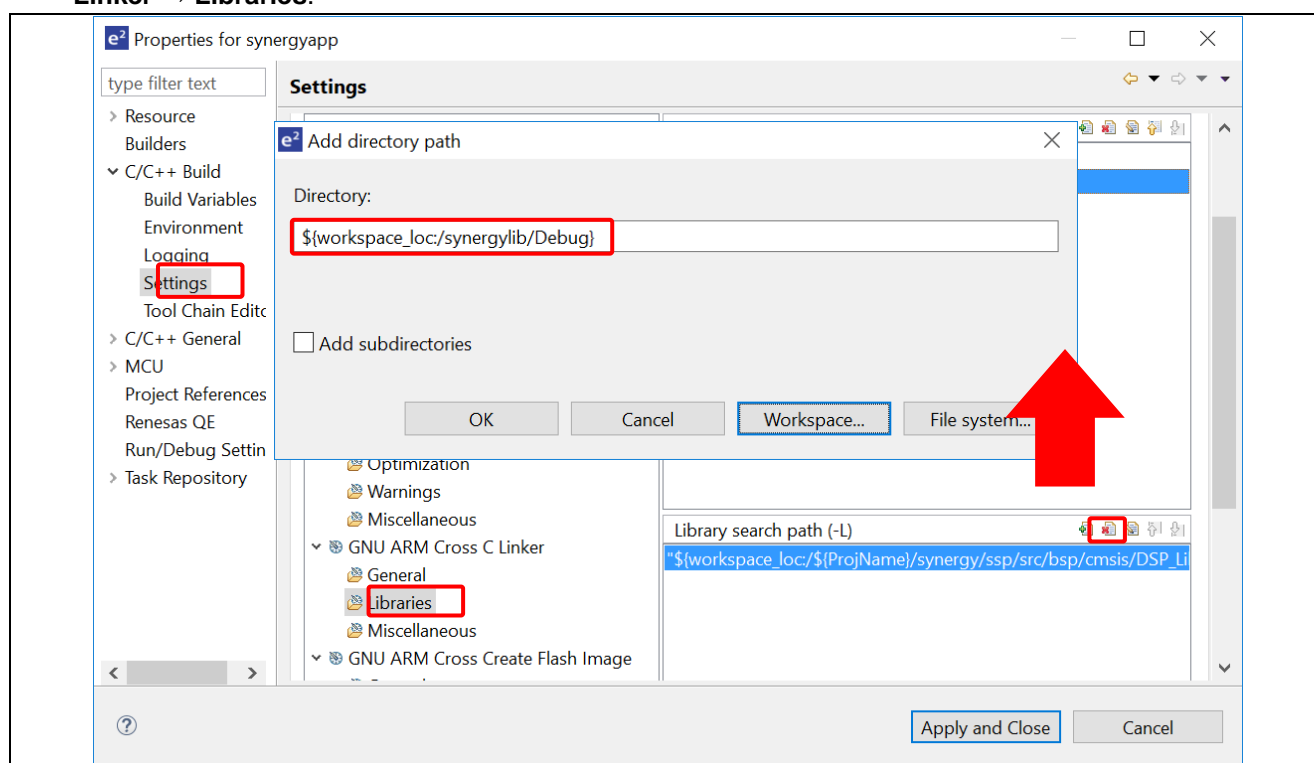 Linker → Libraries.
e² Properties for synergyapp
type filter text
Settings
Resource
Builders
C/C++ Build
Build Variables
Environment
Logging
Settings
Tool Chain Edito
C/C++ General
MCU
Project References
Renesas QE
Run/Debug Settin
Task Repository
e² Add directory path
Directory:
${workspace_loc:/synergylib/Debug}
Add subdirectories
OK
Cancel
Workspace...
File system...
Optimization
Warnings
Miscellaneous
GNU ARM Cross C Linker
General
Libraries
Miscellaneous
GNU ARM Cross Create Flash Image
Library search path (-L)
"${workspace_loc:/${ProjName}/synergy/ssp/src/bsp/cmsis/DSP_Li
Apply and Close
Cancel